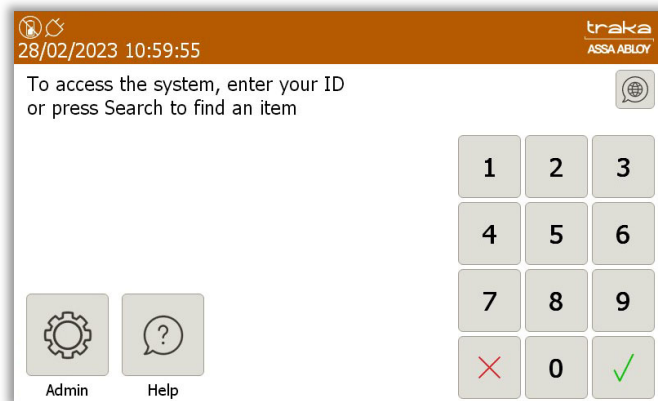 traka
28/02/2023 10:59:55
ASSA ABLOY
To access the system, enter your ID
or press Search to find an item
1 2 3
4 5 6
7 8 9
0
Admin Help